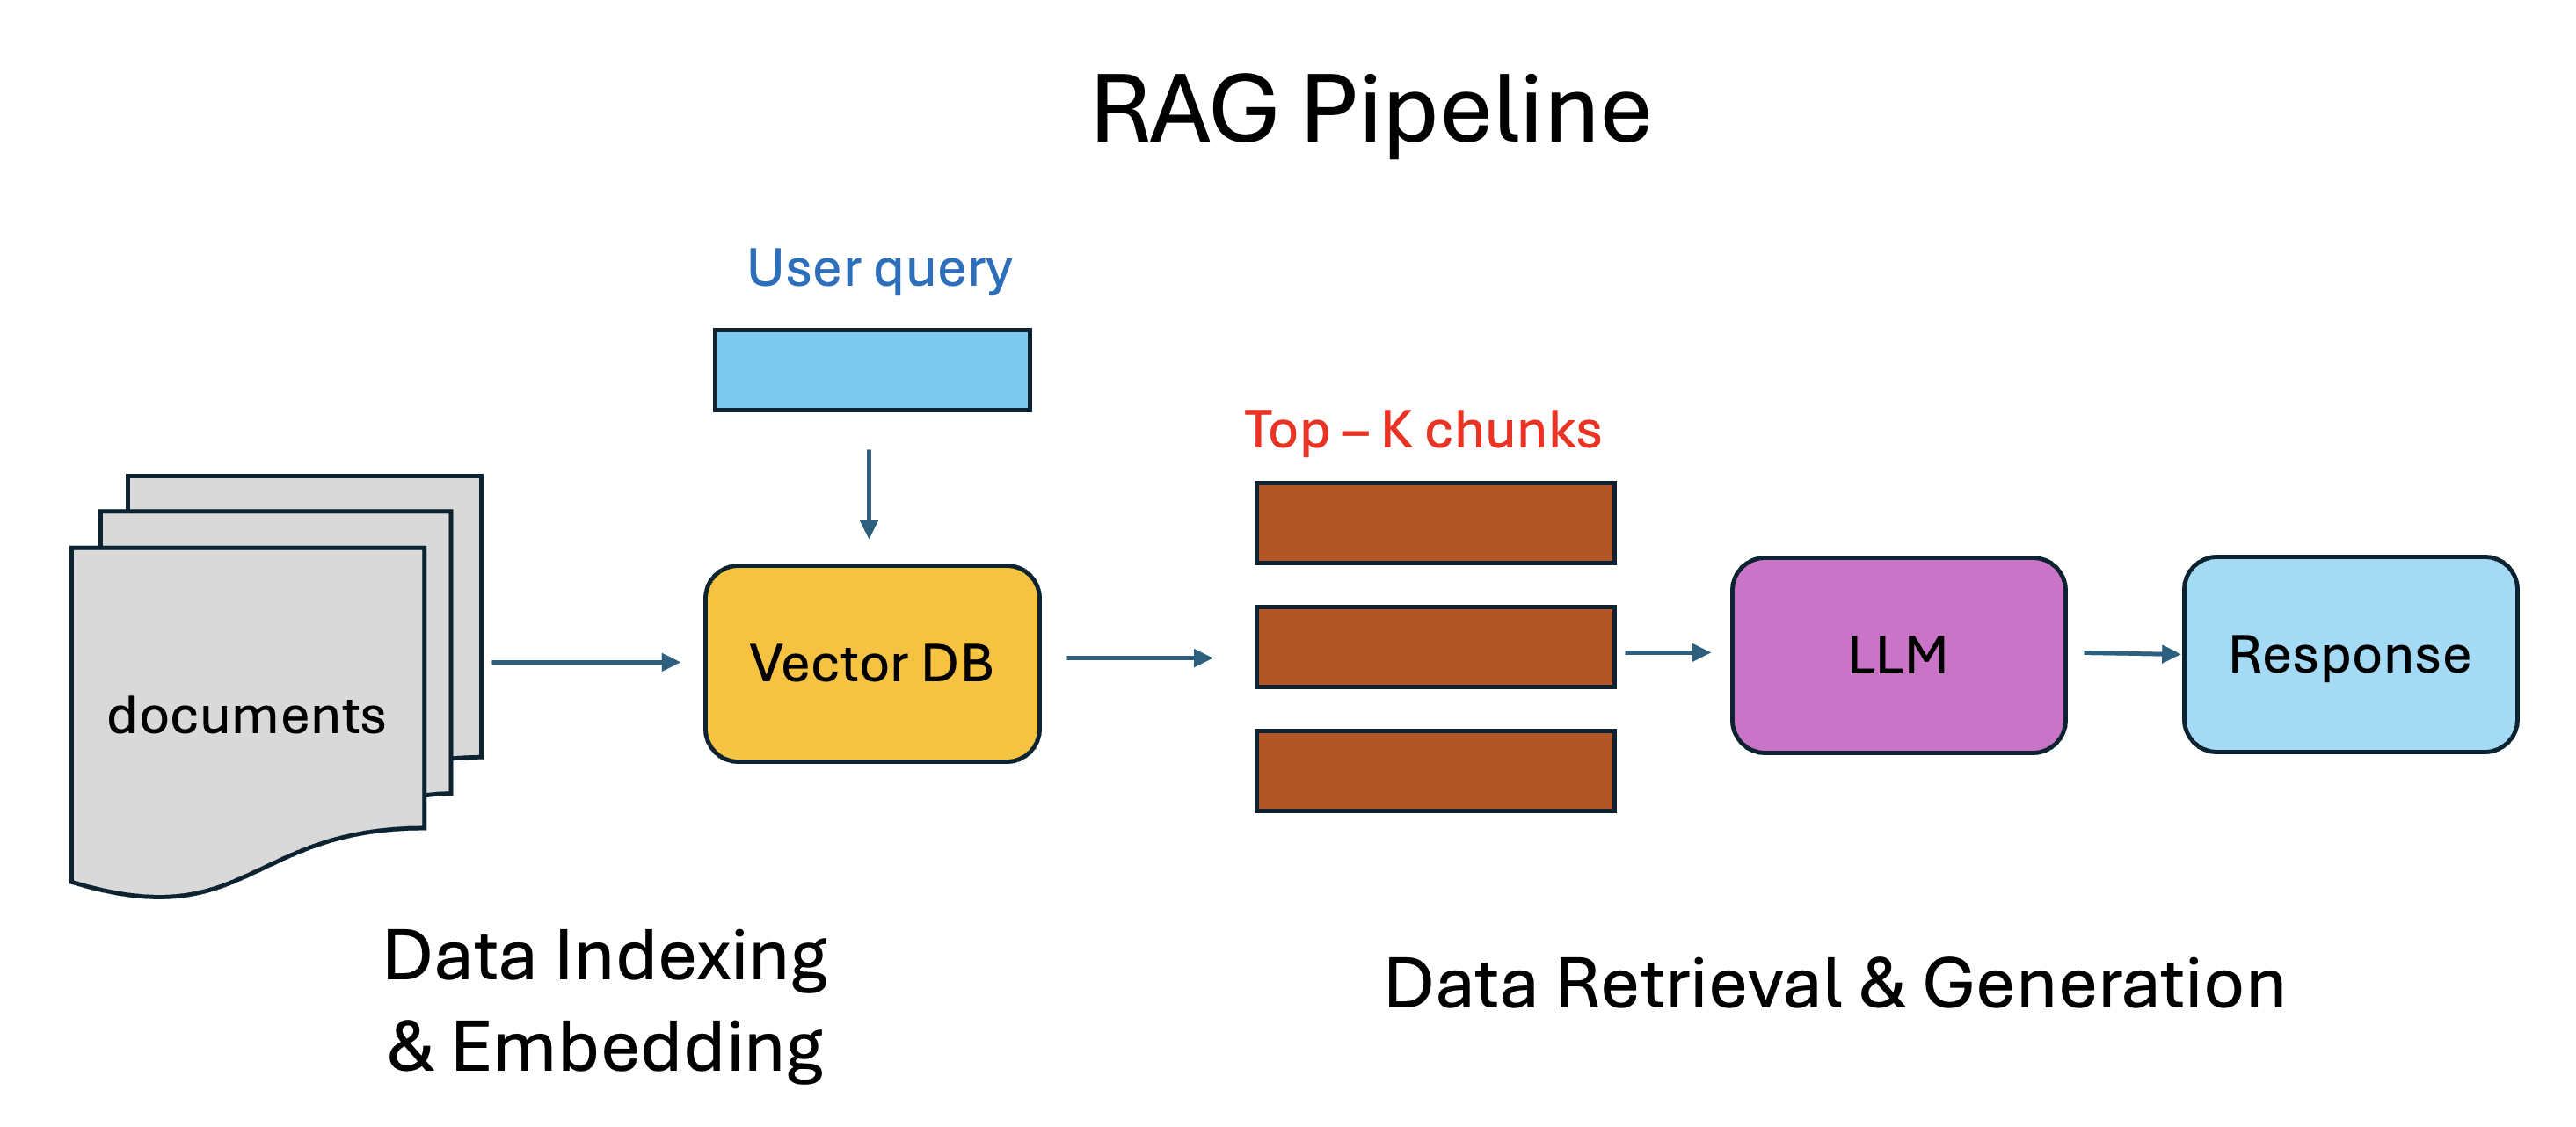 RAG Pipeline
User query
Top – K chunks
documents
Vector DB
LLM
Response
Data Indexing
& Embedding
Data Retrieval & Generation